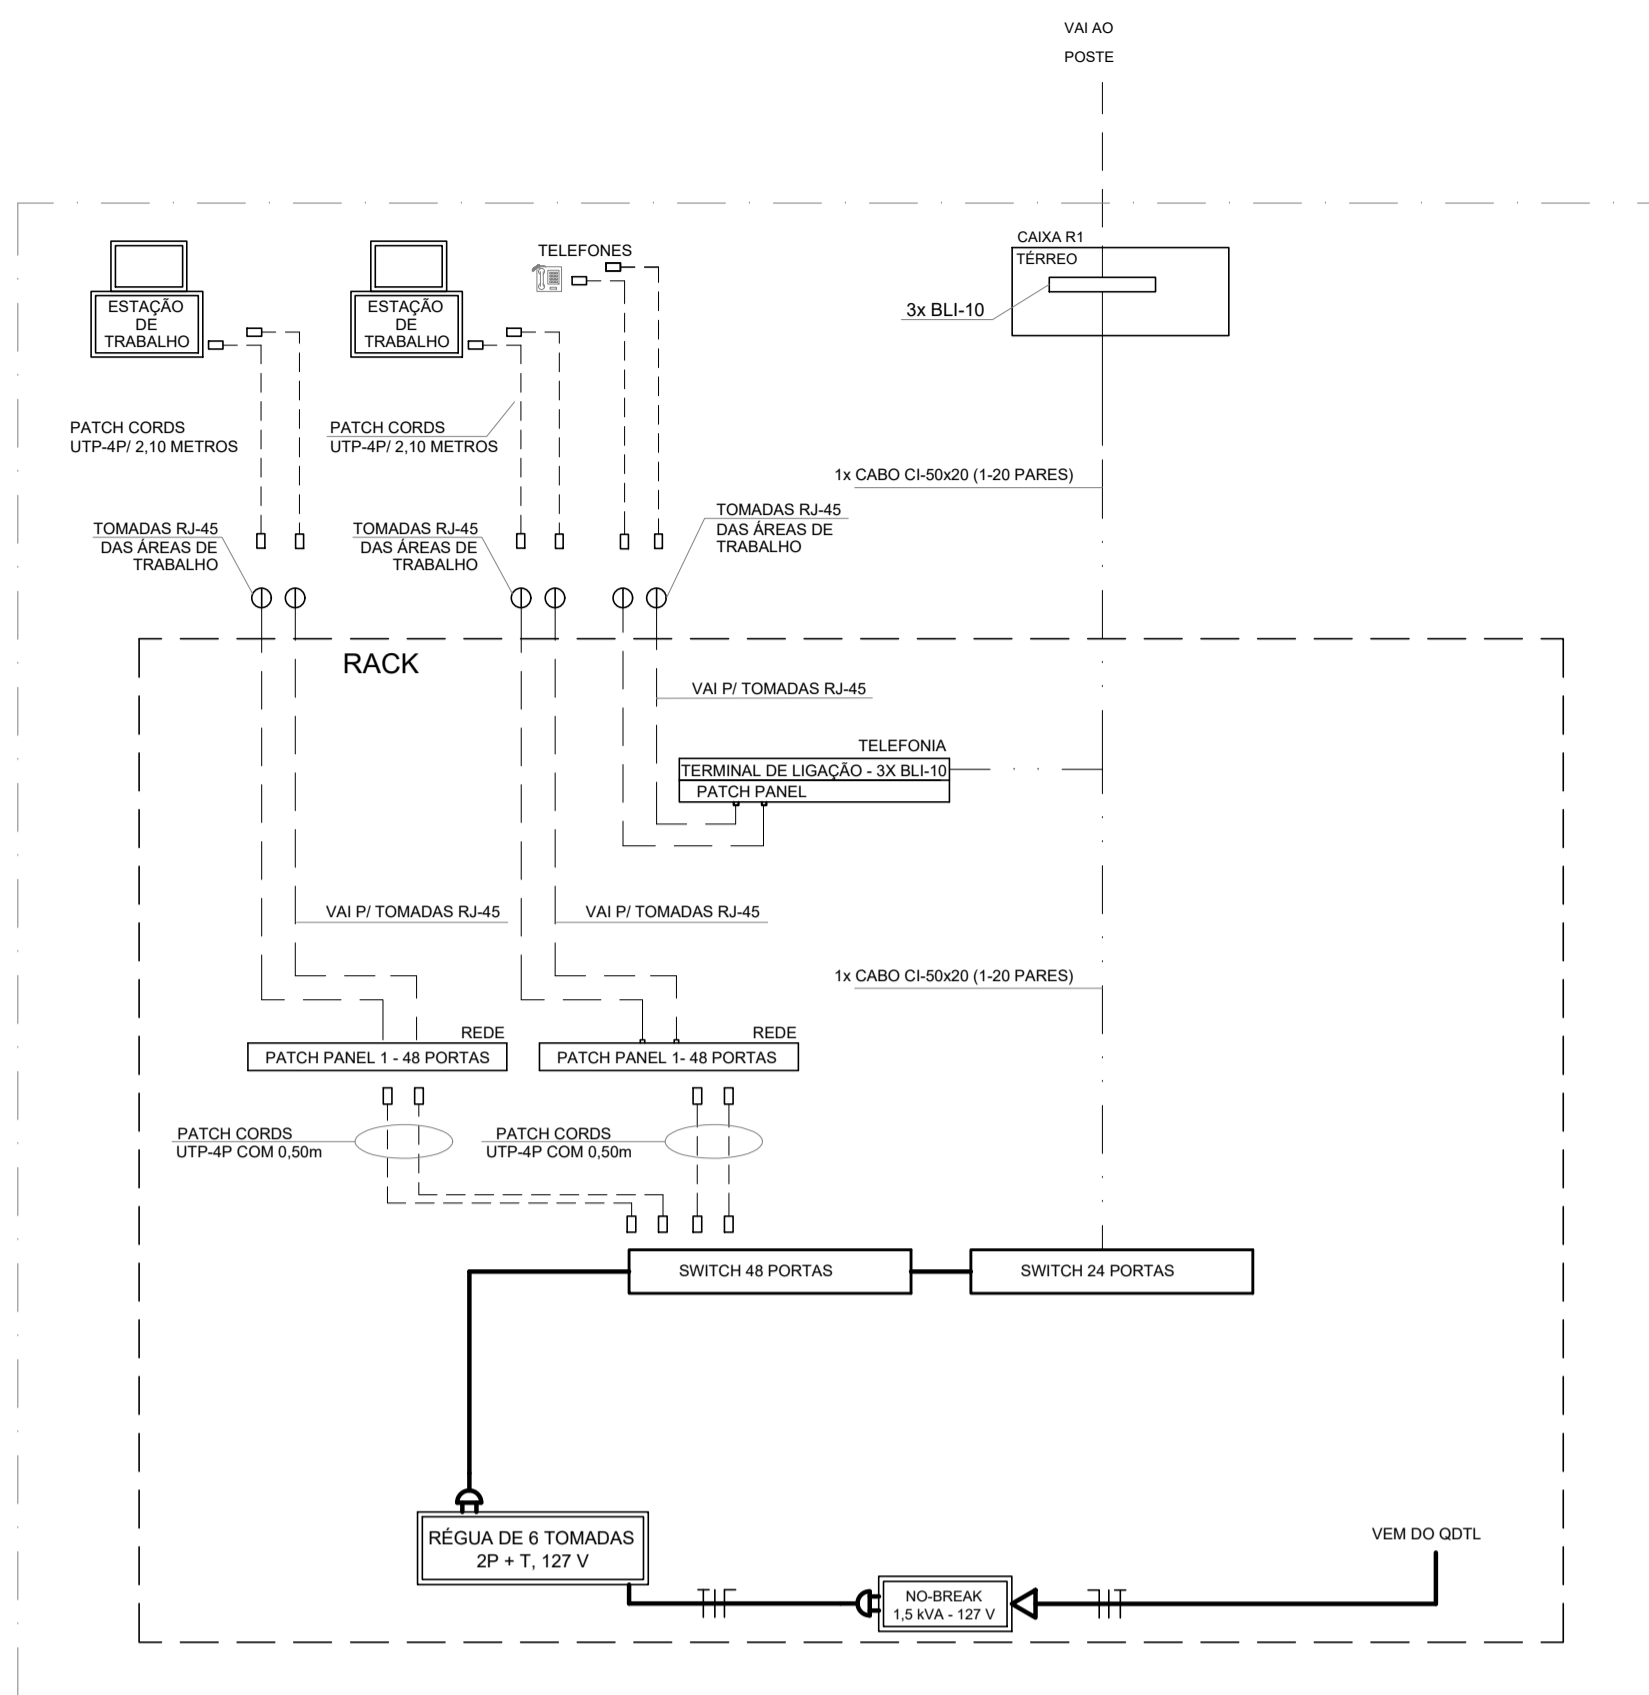 VAI AO
POSTE
CAIXA R1
TÉRREO
3x BLI-10
TELEFONES
ESTAÇÃO
DE
TRABALHO
ESTAÇÃO
DE
TRABALHO
PATCH CORDS
UTP-4P/ 2,10 METROS
PATCH CORDS
UTP-4P/ 2,10 METROS
1x CABO CI-50x20 (1-20 PARES)
TOMADAS RJ-45
DAS ÁREAS DE
TRABALHO
TOMADAS RJ-45
DAS ÁREAS DE
TRABALHO
TOMADAS RJ-45
DAS ÁREAS DE
TRABALHO
RACK
VAI P/ TOMADAS RJ-45
TELEFONIA
TERMINAL DE LIGAÇÃO - 3X BLI-10
PATCH PANEL
VAI P/ TOMADAS RJ-45
VAI P/ TOMADAS RJ-45
1x CABO CI-50x20 (1-20 PARES)
REDE
PATCH PANEL 1 - 48 PORTAS
REDE
PATCH PANEL 1- 48 PORTAS
PATCH CORDS
UTP-4P COM 0,50m
PATCH CORDS
UTP-4P COM 0,50m
SWITCH 48 PORTAS
SWITCH 24 PORTAS
RÉGUA DE 6 TOMADAS
2P + T, 127 V
VEM DO QDTL
NO-BREAK
1,5 kVA - 127 V